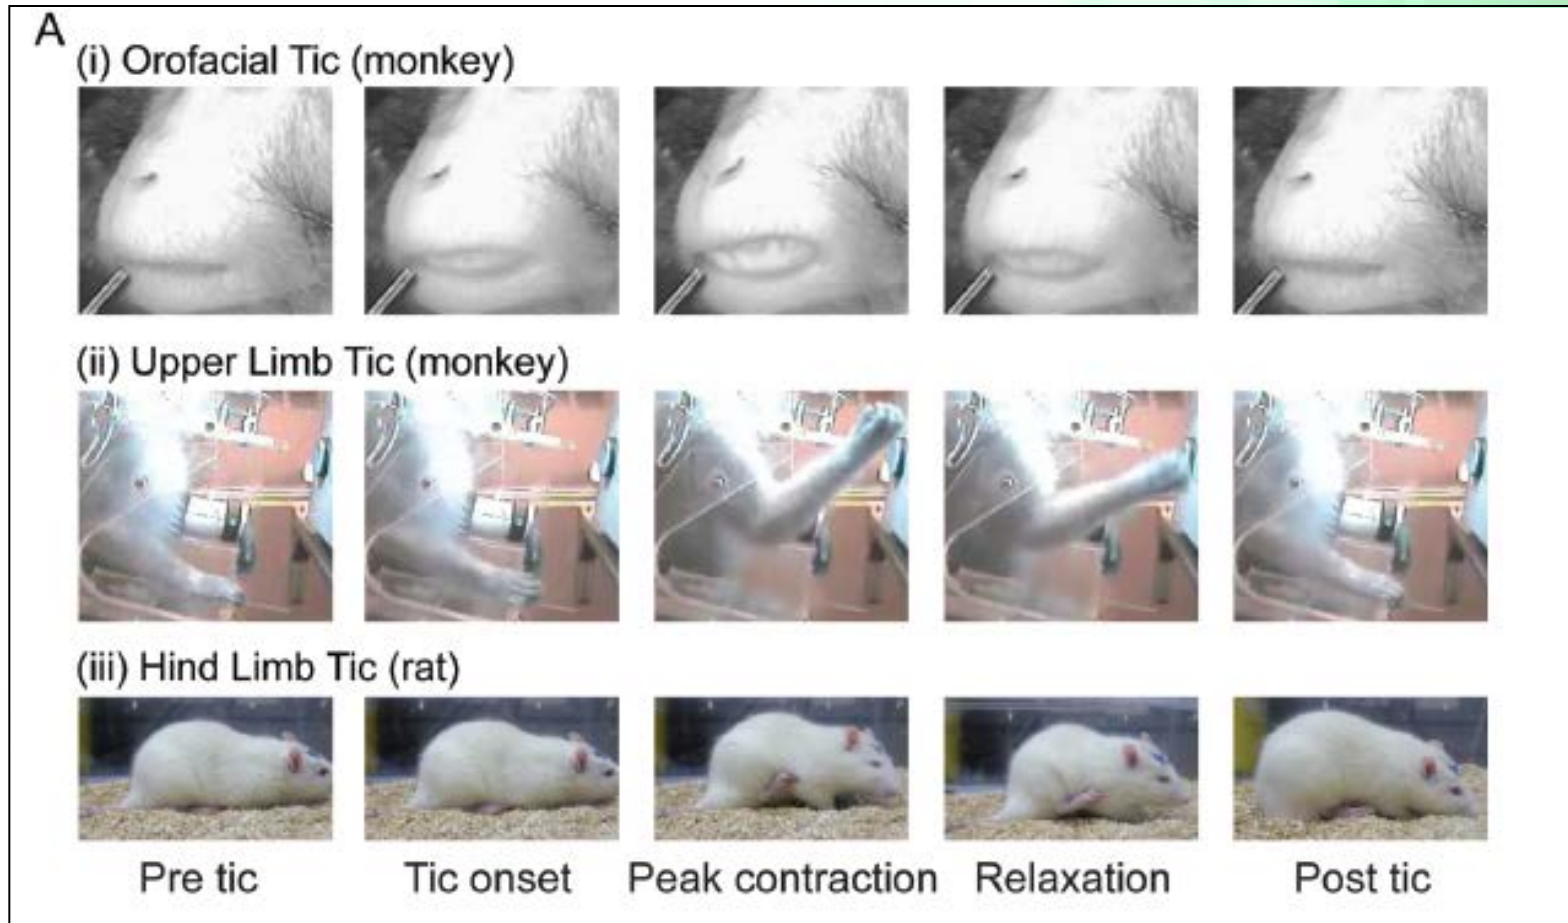 A
(i) Orofacial Tic (monkey)
(ii) Upper Limb Tic (monkey)
(iii) Hind Limb Tic (rat)
Pre tic Tic onset Peak contraction Relaxation Post tic